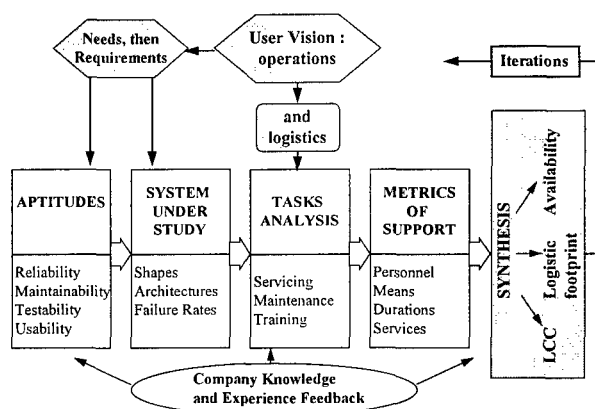 Needs, then
Requirements
User Vision :
operations
Iterations
and
logistics
APTITUDES
Reliability
Maintainability
Testability
Usability
SYSTEM
UNDER
STUDY
Shapes
Architectures
Failure Rates
TASKS
ANALYSIS
Servicing
Maintenance
Training
METRICS
OF
SUPPORT
Personnel
Means
Durations
Services
SYNTHESIS
Availability
Logistic
footprint
LCC
Company Knowledge
and Experience Feedback